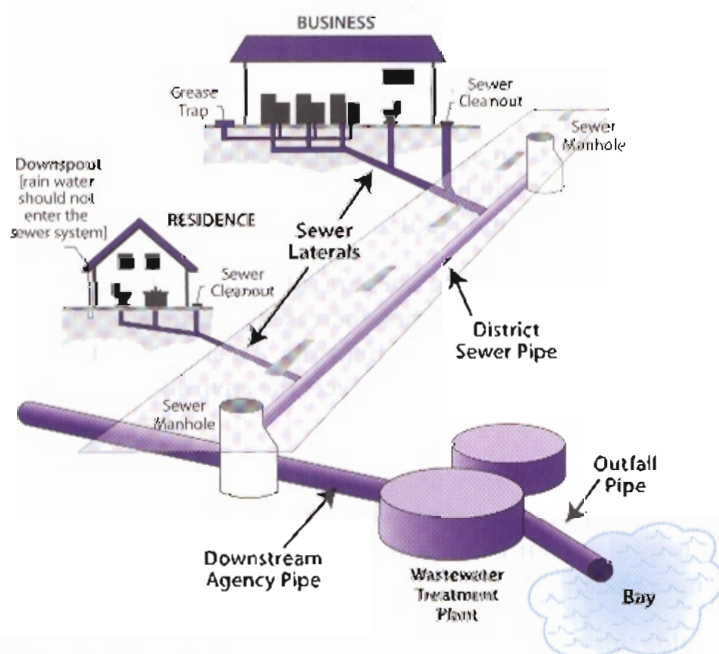 BUSINESS
Grease
Trap
Sewer
Cleanout
Sewer
Manhole
Downspout
[rain water
should not
enter the
sewer system]
RESIDENCE
Sewer
Laterals
Sewer
Cleanout
District
Sewer Pipe
Sewer
Manhole
Outfall
Pipe
Downstream
Agency Pipe
Wastewater
Treatment
Plant
Bay